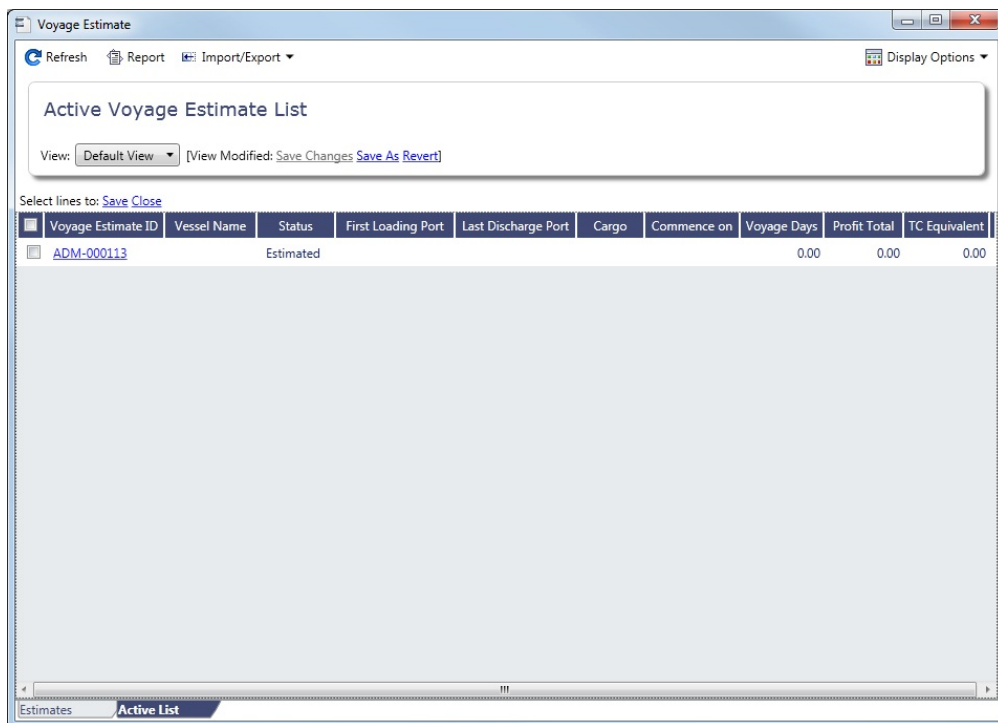 Voyage Estimate
Refresh Report Import/Export Display Options
Active Voyage Estimate List
View: Default View [View Modified: Save Changes Save As Revert]
Select lines to: Save Close
Voyage Estimate ID Vessel Name Status First Loading Port Last Discharge Port Cargo Commence on Voyage Days Profit Total TC Equivalent
ADM-000113 Estimated 0.00 0.00 0.00
Estimates Active List